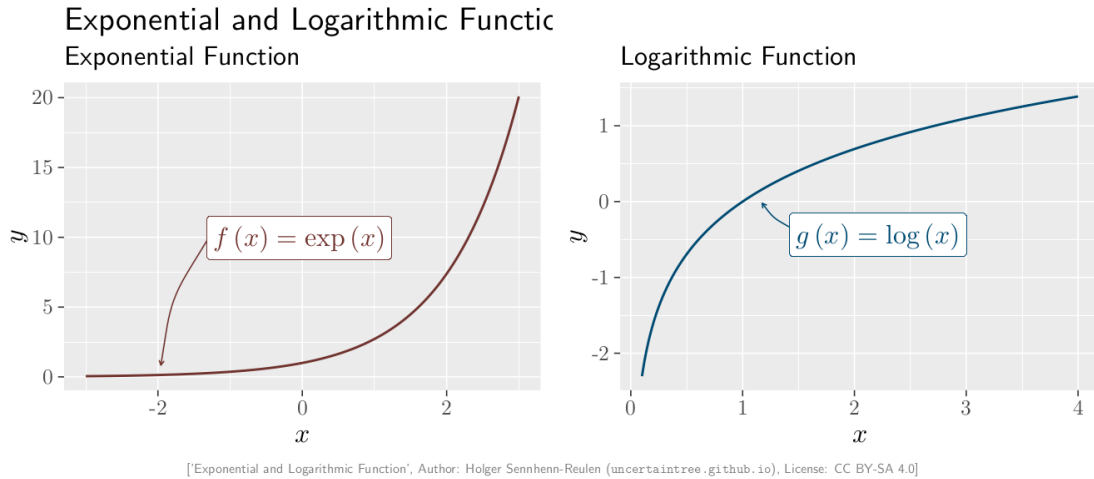 Exponential and Logarithmic Functio
Exponential Function
y
20
15
10
5
0
f (x) = exp (x)
-2
0
2
x
Logarithmic Function
y
1
0
-1
-2
g (x) = log (x)
0
1
2
3
4
x
['Exponential and Logarithmic Function', Author: Holger Sennhenn-Reulen (uncertaintree.github.io), License: CC BY-SA 4.0]